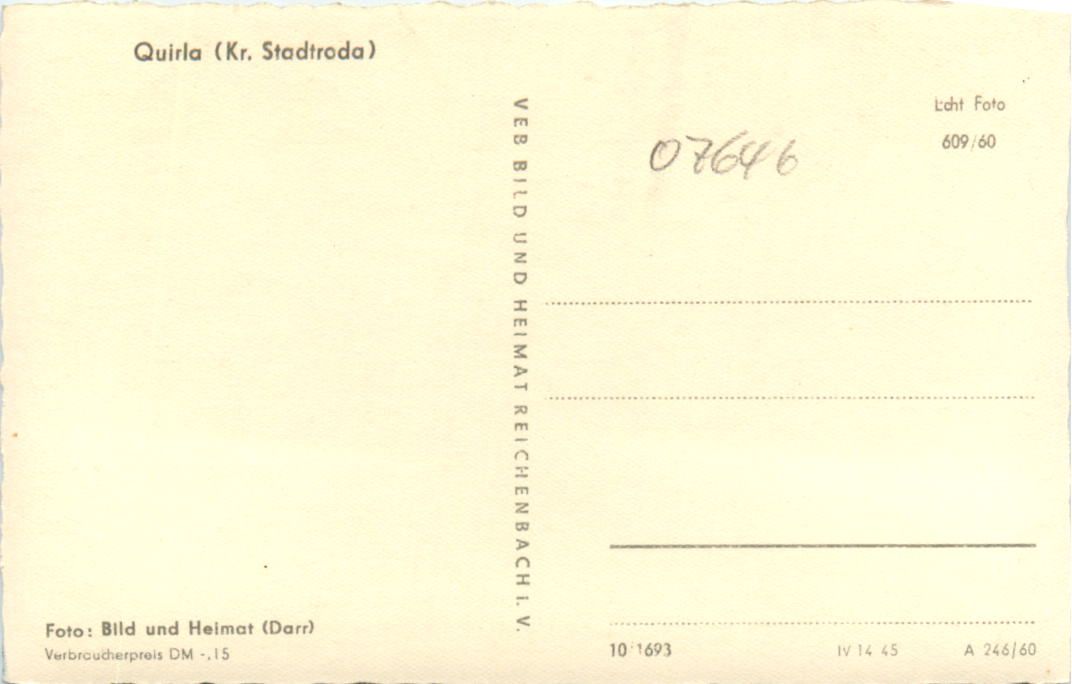 Quirla (Kr. Stadtroda)
Echt Foto
609/60
07646
VEB BILD UND HEIMAT REICHENBACH i. V.
Foto: Bild und Heimat (Darr)
Verbraucherpreis DM -,15
10 1693
IV 14 45
A 246/60